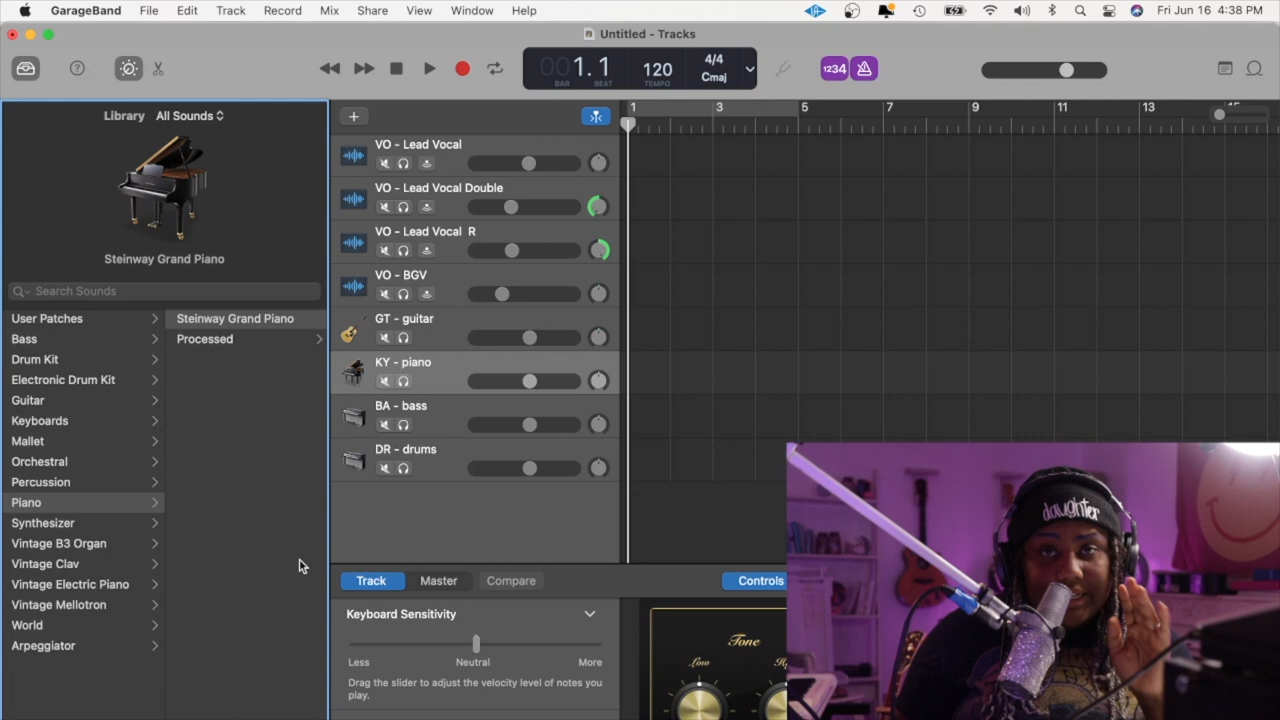 GarageBand File Edit Track Record Mix Share View Window Help Fri Jun 16 4:38 PM
Untitled - Tracks
001.1 120 4/4
Cmaj
BAR BEAT TEMPO
1234
Library All Sounds
Steinway Grand Piano
Search Sounds
User Patches
Bass
Drum Kit
Electronic Drum Kit
Guitar
Keyboards
Mallet
Orchestral
Percussion
Piano
Synthesizer
Vintage B3 Organ
Vintage Clav
Vintage Electric Piano
Vintage Mellotron
World
Arpeggiator
Steinway Grand Piano
Processed
1 3 5 7 9 11 13 15
VO - Lead Vocal
VO - Lead Vocal Double
VO - Lead Vocal R
VO - BGV
GT - guitar
KY - piano
BA - bass
DR - drums
Track Master Compare Controls
Keyboard Sensitivity
Less Neutral More
Drag the slider to adjust the velocity level of notes you
play.
Tone
Low
daughter